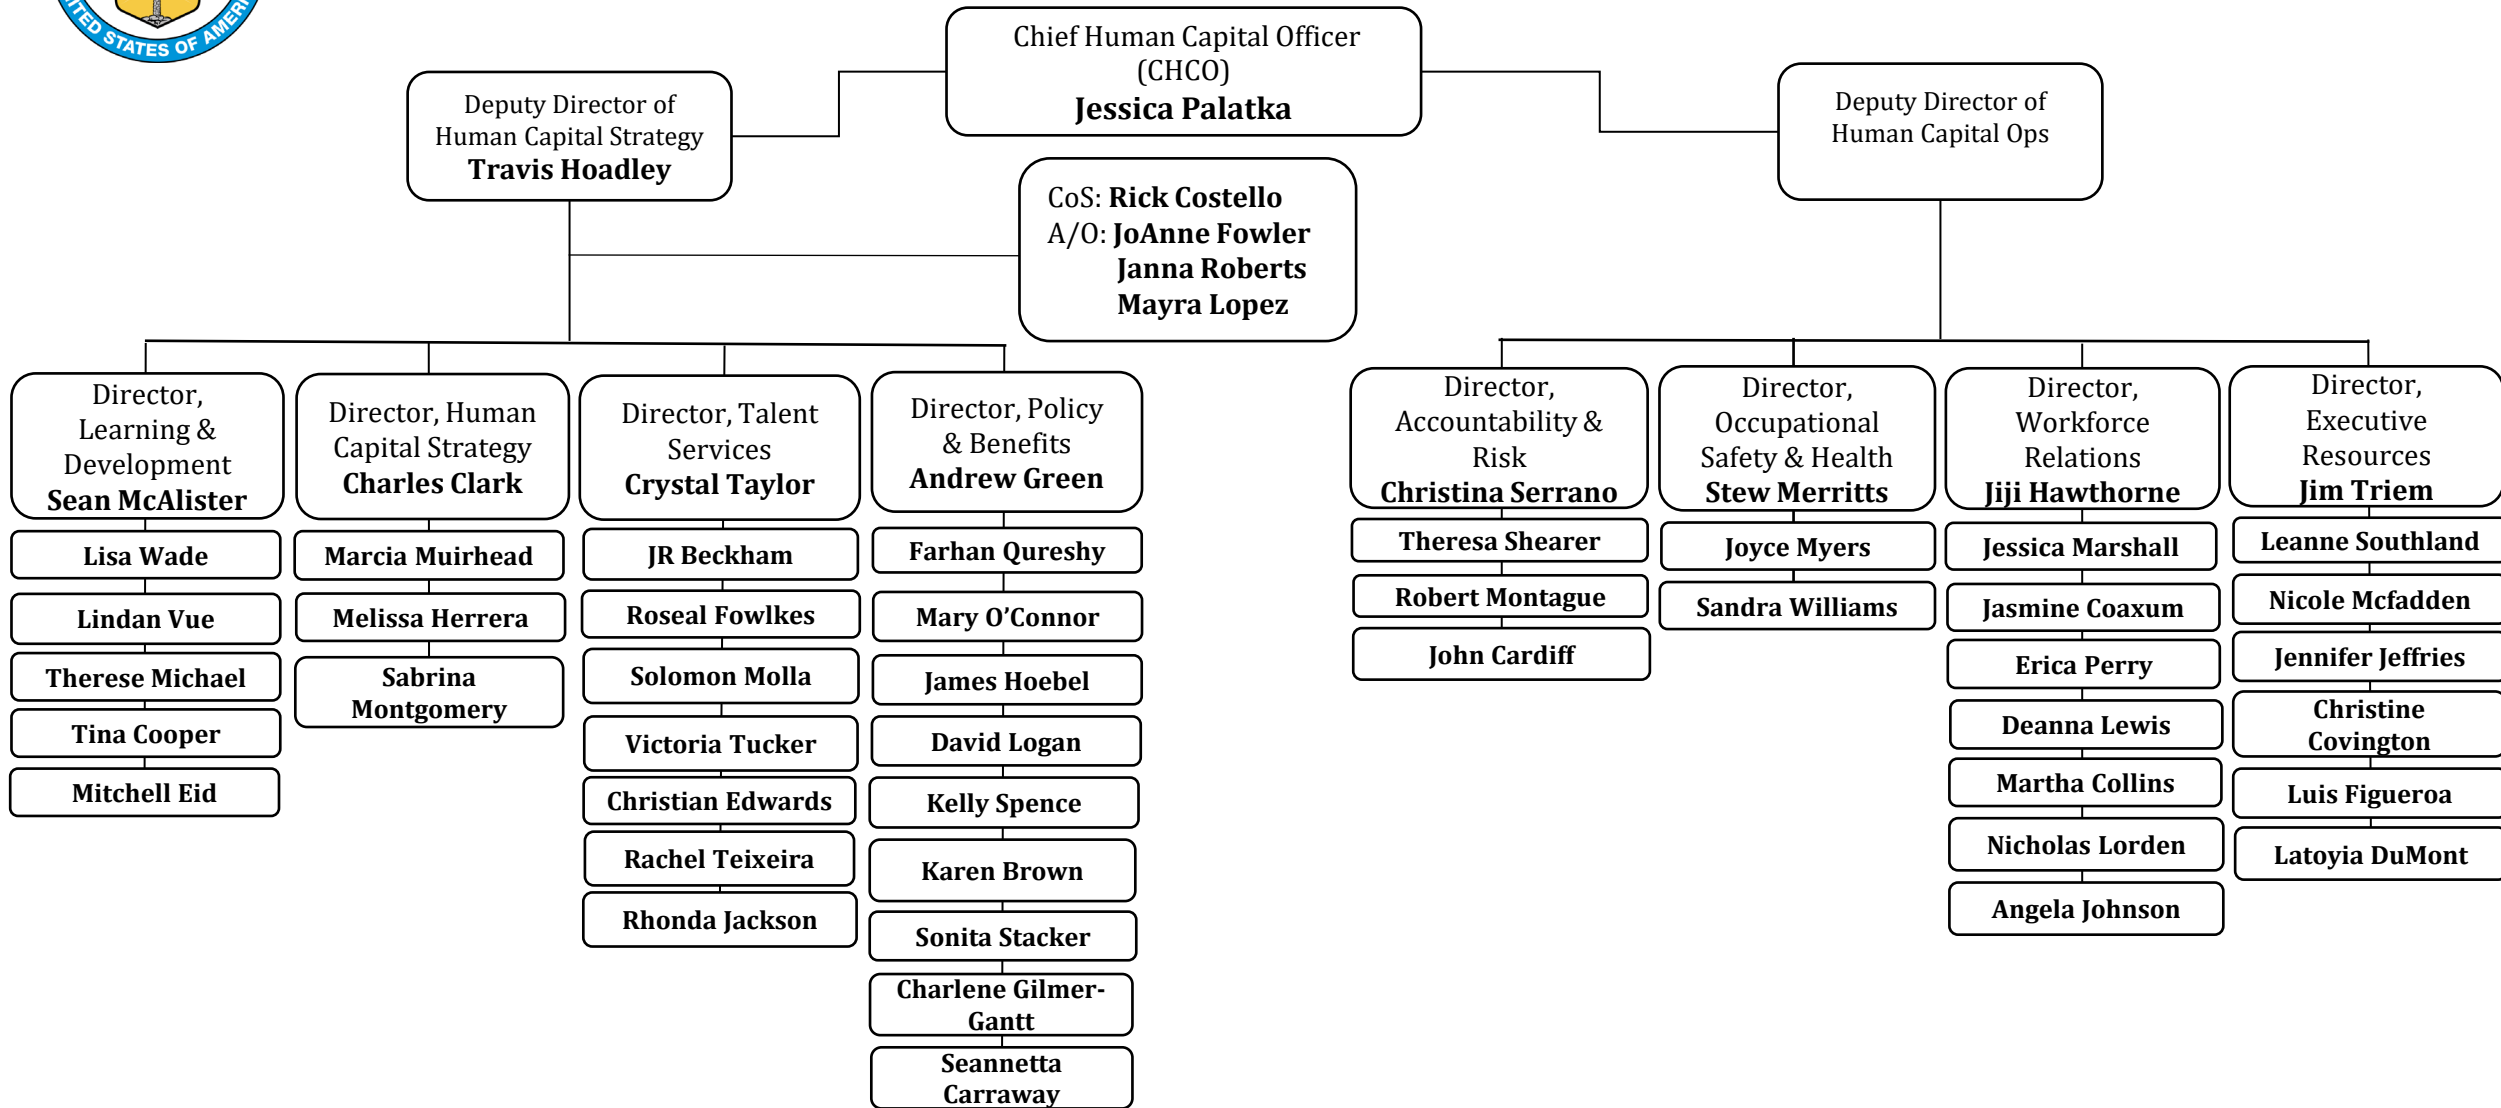 UNITED STATES OF AMERI
Chief Human Capital Officer
(CHCO)
Jessica Palatka
Deputy Director of
Human Capital Strategy
Travis Hoadley
Deputy Director of
Human Capital Ops
CoS: Rick Costello
A/O: JoAnne Fowler
Janna Roberts
Mayra Lopez
Director,
Learning &
Development
Sean McAlister
Lisa Wade
Lindan Vue
Therese Michael
Tina Cooper
Mitchell Eid
Director, Human
Capital Strategy
Charles Clark
Marcia Muirhead
Melissa Herrera
Sabrina
Montgomery
Director, Talent
Services
Crystal Taylor
JR Beckham
Roseal Fowlkes
Solomon Molla
Victoria Tucker
Christian Edwards
Rachel Teixeira
Rhonda Jackson
Director, Policy
& Benefits
Andrew Green
Farhan Qureshy
Mary O’Connor
James Hoebel
David Logan
Kelly Spence
Karen Brown
Sonita Stacker
Charlene Gilmer-
Gantt
Seannetta
Carraway
Director,
Accountability &
Risk
Christina Serrano
Theresa Shearer
Robert Montague
John Cardiff
Director,
Occupational
Safety & Health
Stew Merritts
Joyce Myers
Sandra Williams
Director,
Workforce
Relations
Jiji Hawthorne
Jessica Marshall
Jasmine Coaxum
Erica Perry
Deanna Lewis
Martha Collins
Nicholas Lorden
Angela Johnson
Director,
Executive
Resources
Jim Triem
Leanne Southland
Nicole Mcfadden
Jennifer Jeffries
Christine
Covington
Luis Figueroa
Latoyia DuMont